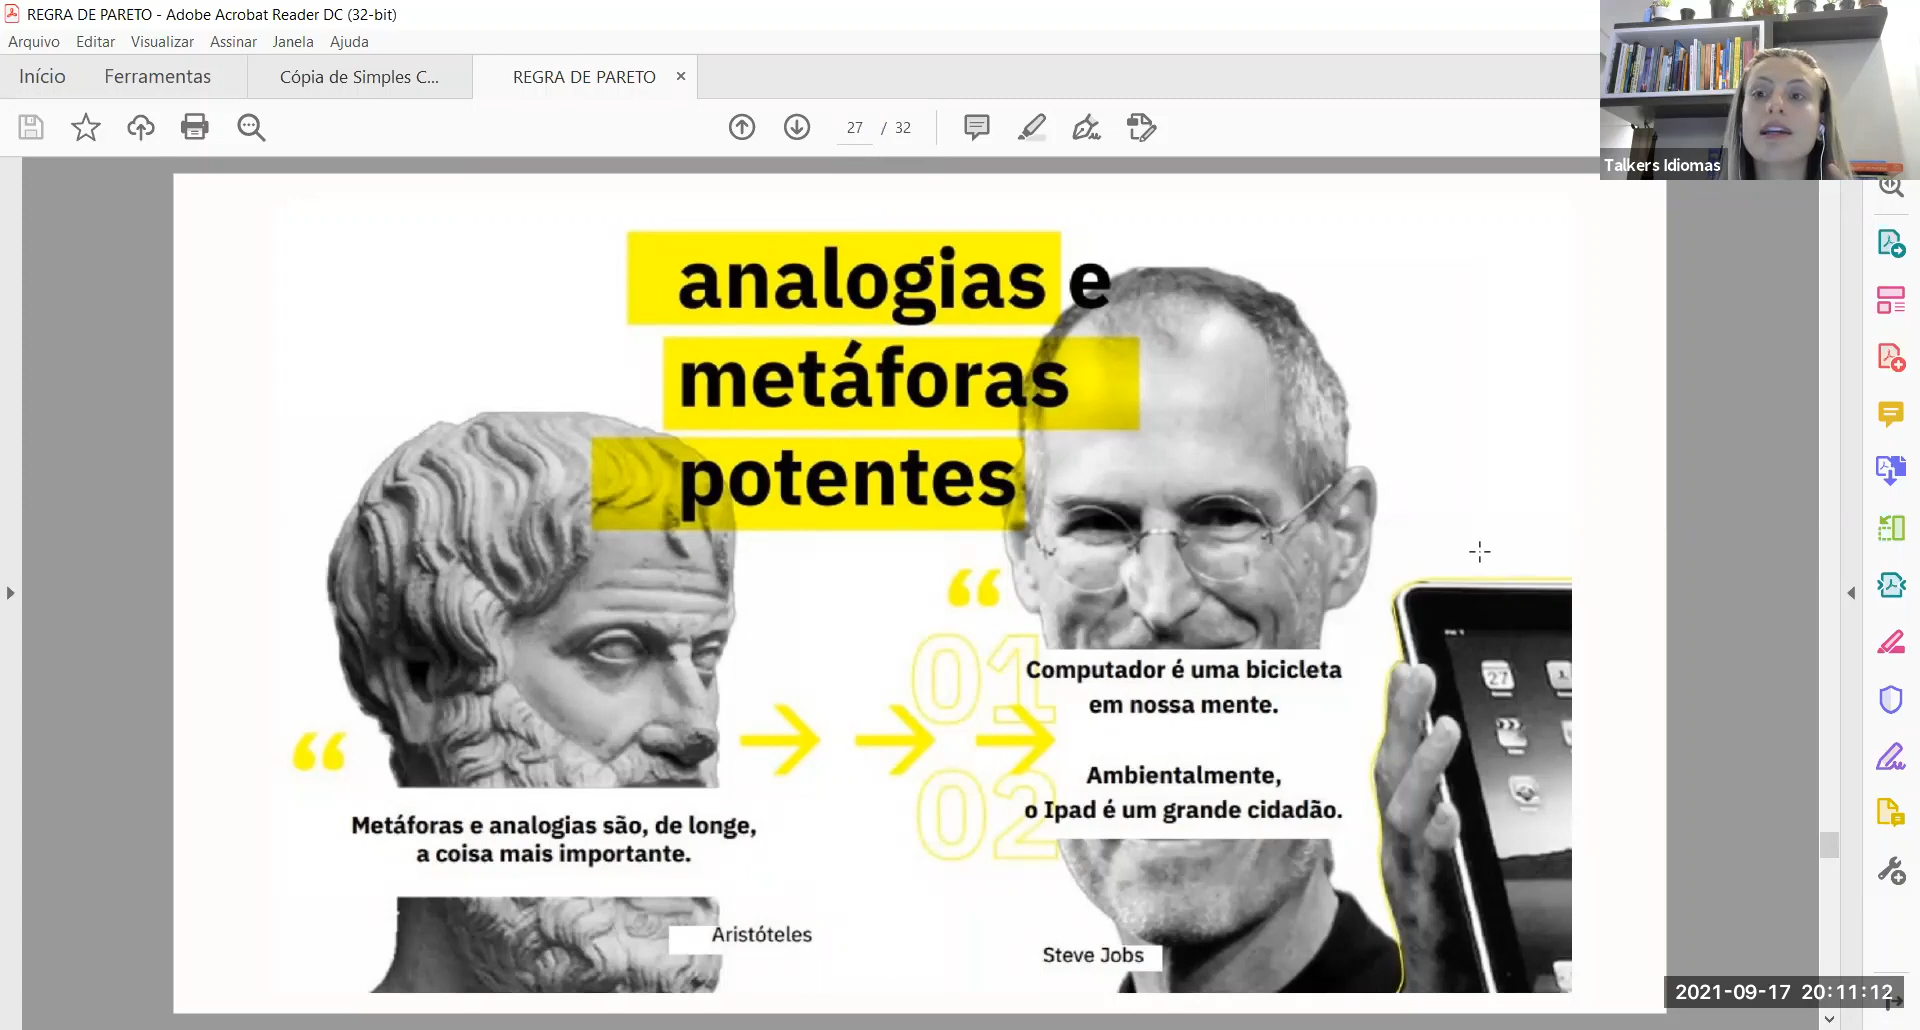 REGRA DE PARETO - Adobe Acrobat Reader DC (32-bit)
Arquivo Editar Visualizar Assinar Janela Ajuda
Início Ferramentas Cópia de Simples C... REGRA DE PARETO ×
27 / 32
Talkers Idiomas
analogias e
metáforas
potentes
“
01
Computador é uma bicicleta
em nossa mente.
02
Ambientalmente,
o Ipad é um grande cidadão.
“
Metáforas e analogias são, de longe,
a coisa mais importante.
Aristóteles
Steve Jobs
27
2021-09-17 20:11:12